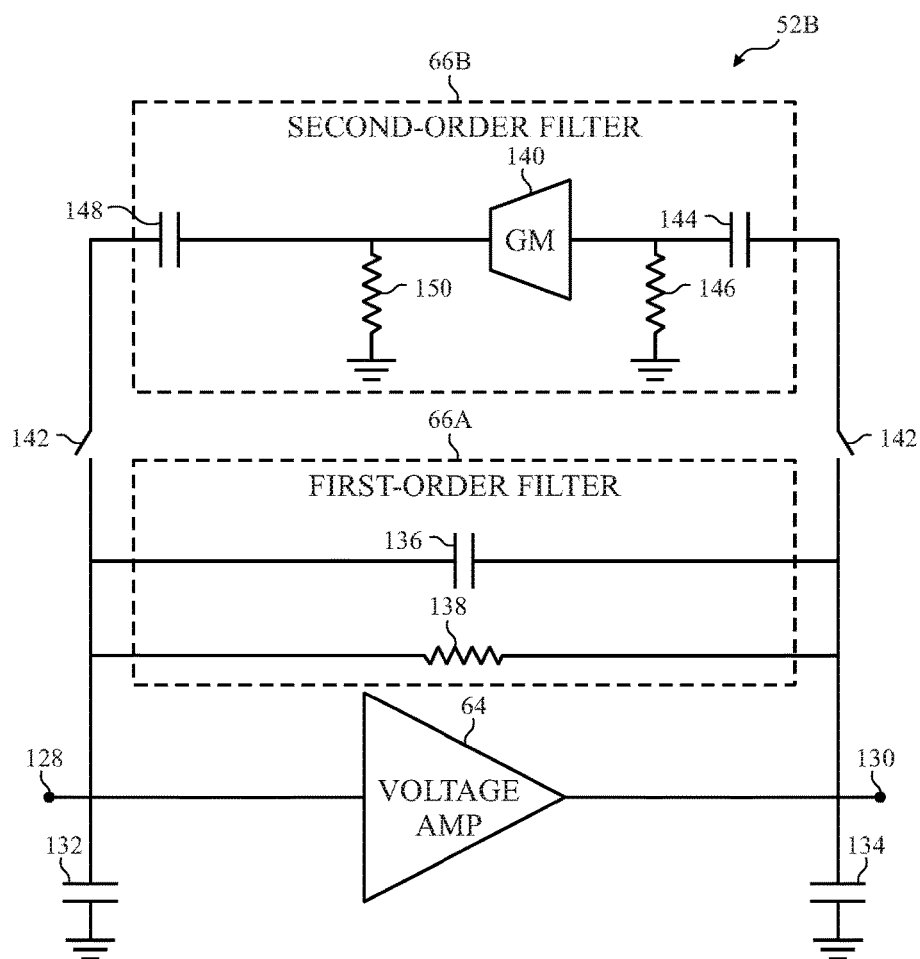 52B
66B
SECOND-ORDER FILTER
140
148
144
GM
150
146
142
66A
142
FIRST-ORDER FILTER
136
138
64
128
130
VOLTAGE
AMP
132
134